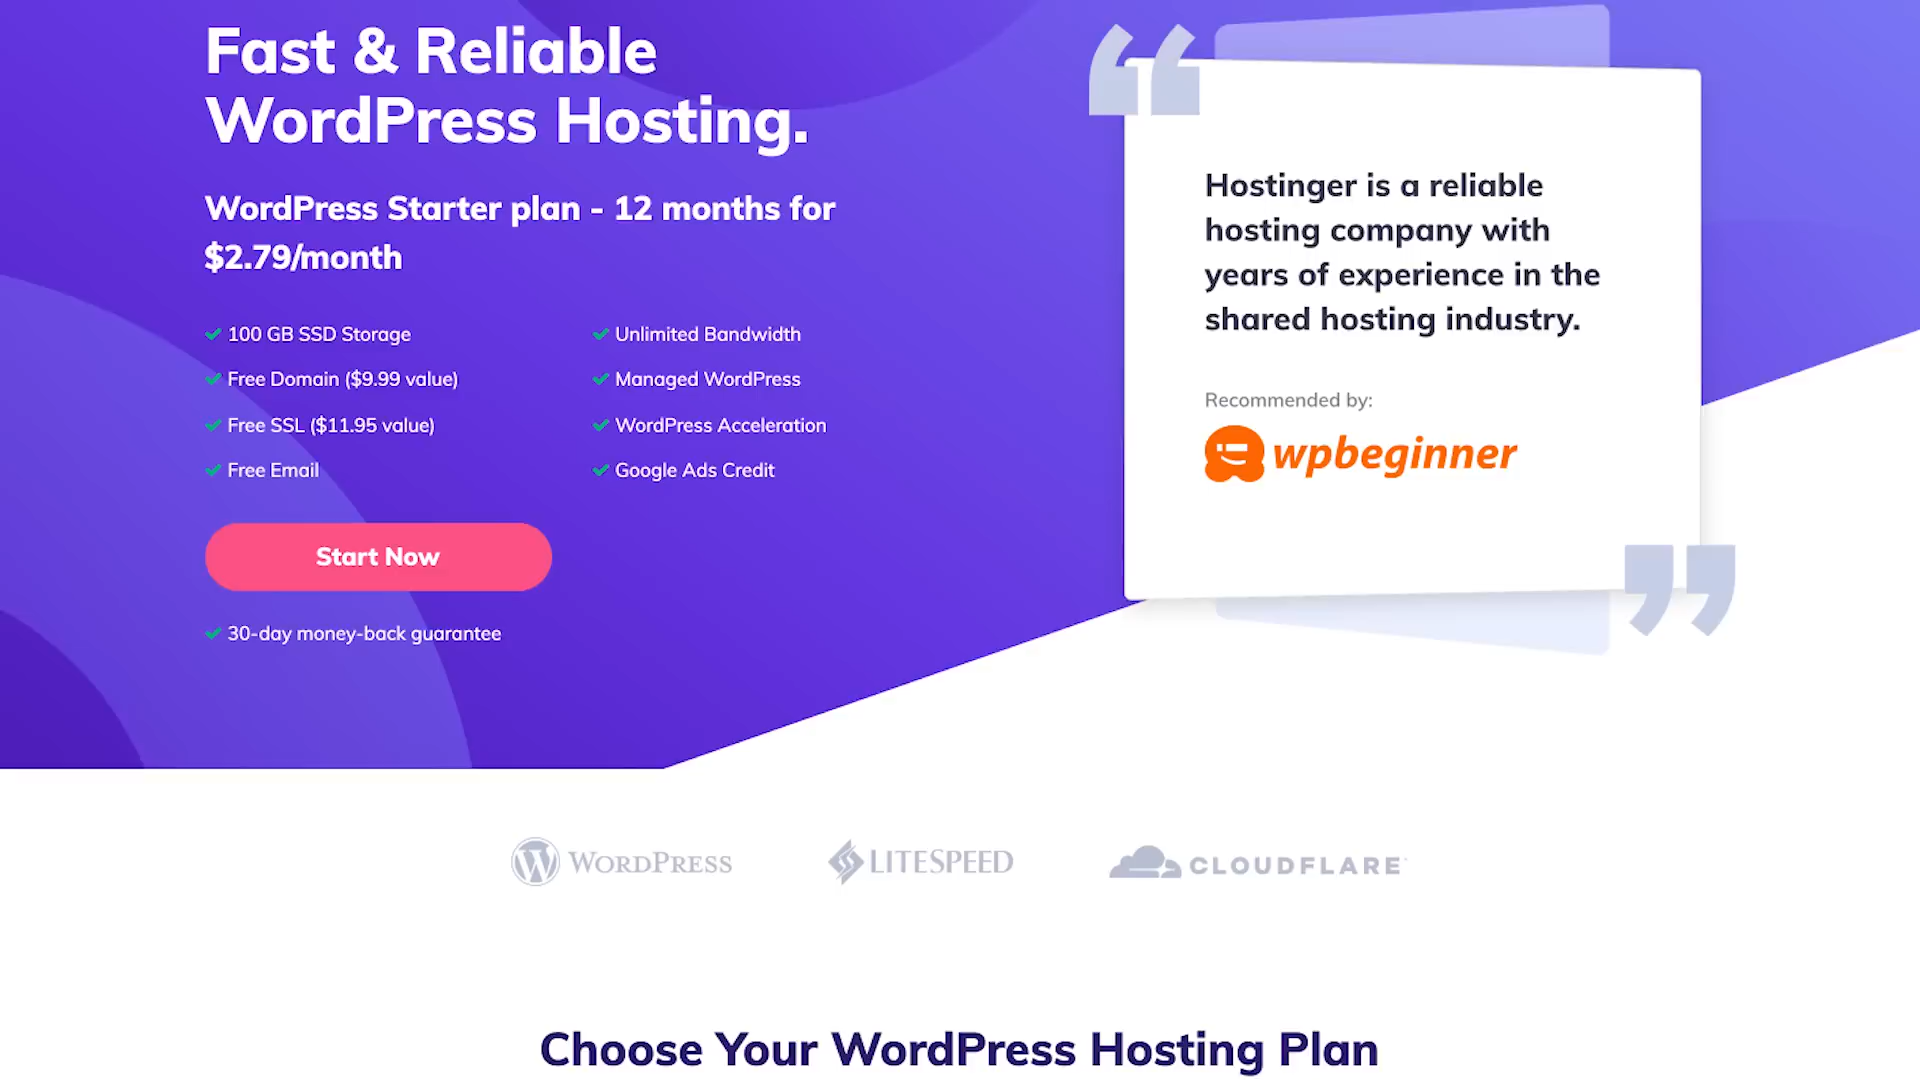 Fast & Reliable
WordPress Hosting.
WordPress Starter plan - 12 months for
$2.79/month
100 GB SSD Storage
Unlimited Bandwidth
Free Domain ($9.99 value)
Managed WordPress
Free SSL ($11.95 value)
WordPress Acceleration
Free Email
Google Ads Credit
Start Now
30-day money-back guarantee
Hostinger is a reliable
hosting company with
years of experience in the
shared hosting industry.
Recommended by:
wpbeginner
WORDPRESS
LITESPEED
CLOUDFLARE
Choose Your WordPress Hosting Plan